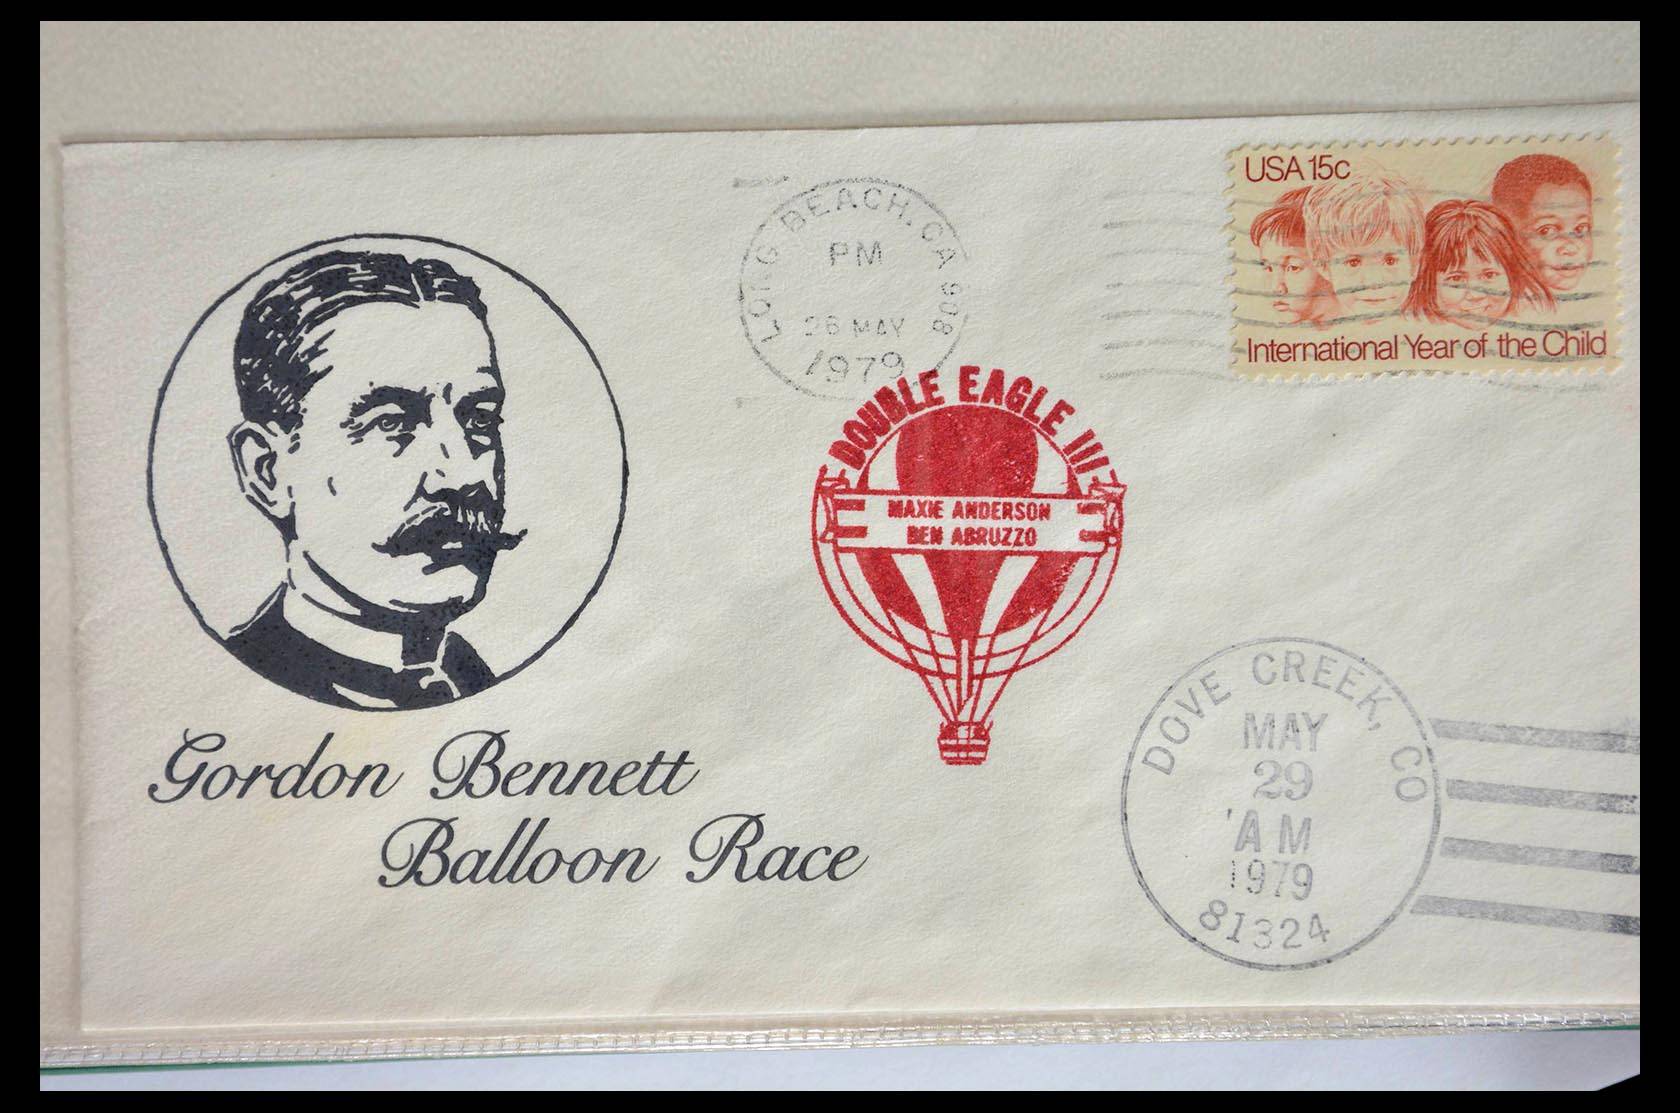 USA 15c
International Year of the Child
LONG BEACH, CA 908
PM
26 MAY
1979
DOUBLE EAGLE III
MAXIE ANDERSON
BEN ABRUZZO
Gordon Bennett
Balloon Race
DOVE CREEK, CO
MAY
29
'AM
1979
81324